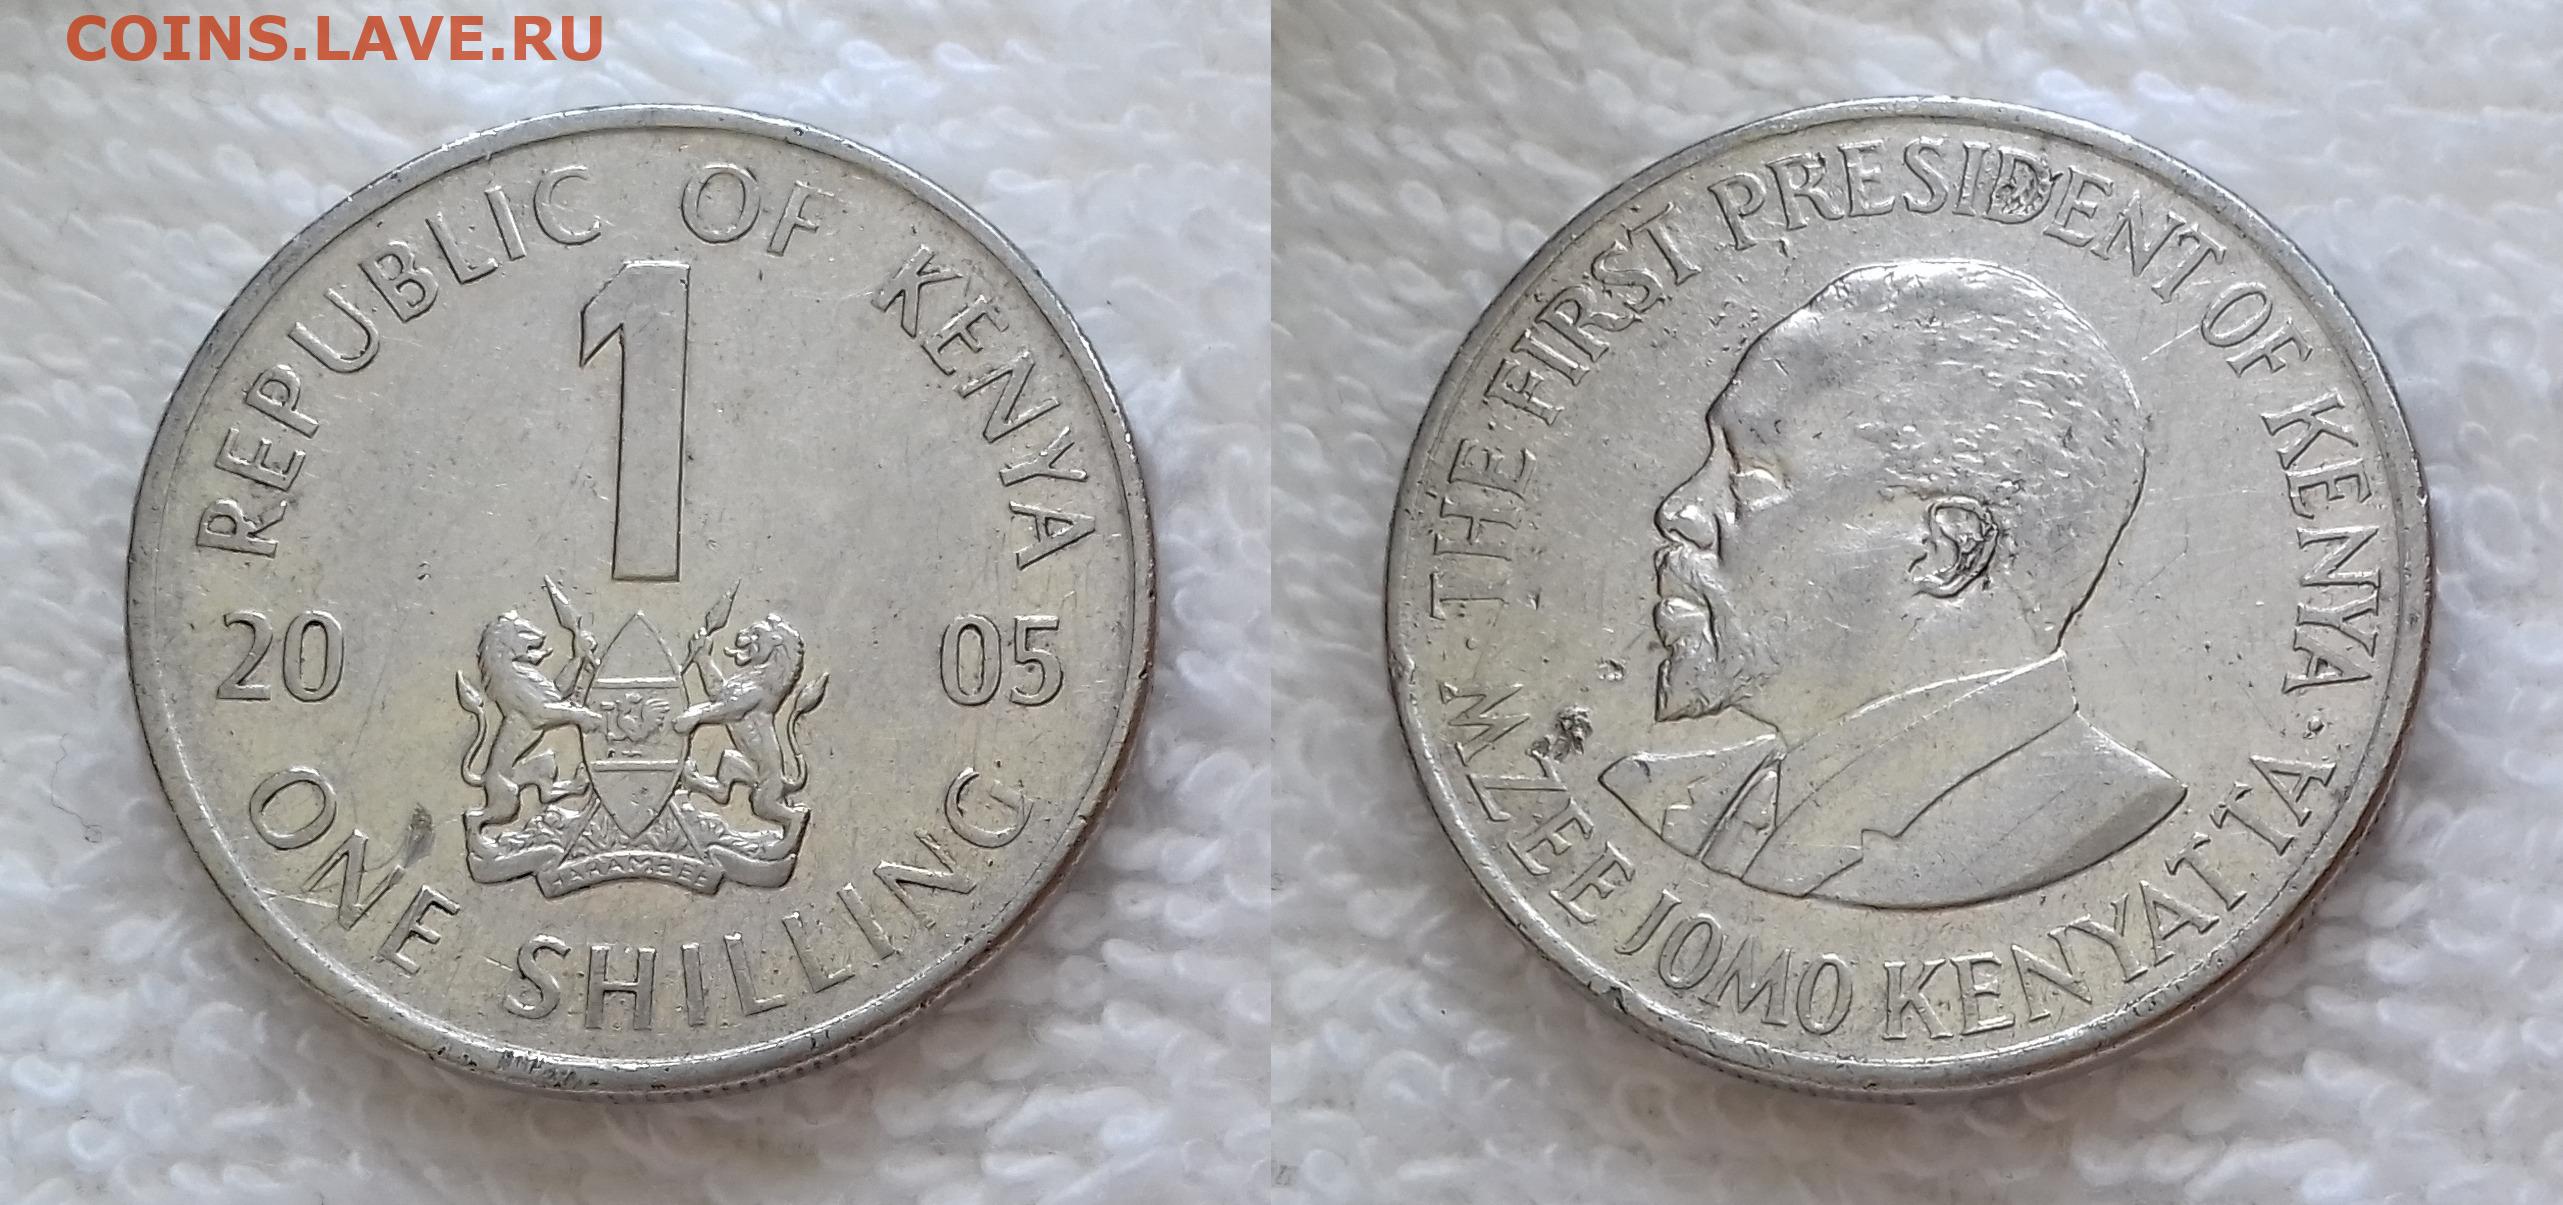 COINS.LAVE.RU
REPUBLIC OF KENYA
1
20 05
HARAMBEE
ONE SHILLING
THE FIRST PRESIDENT OF KENYA
· MZEE JOMO KENYATTA ·